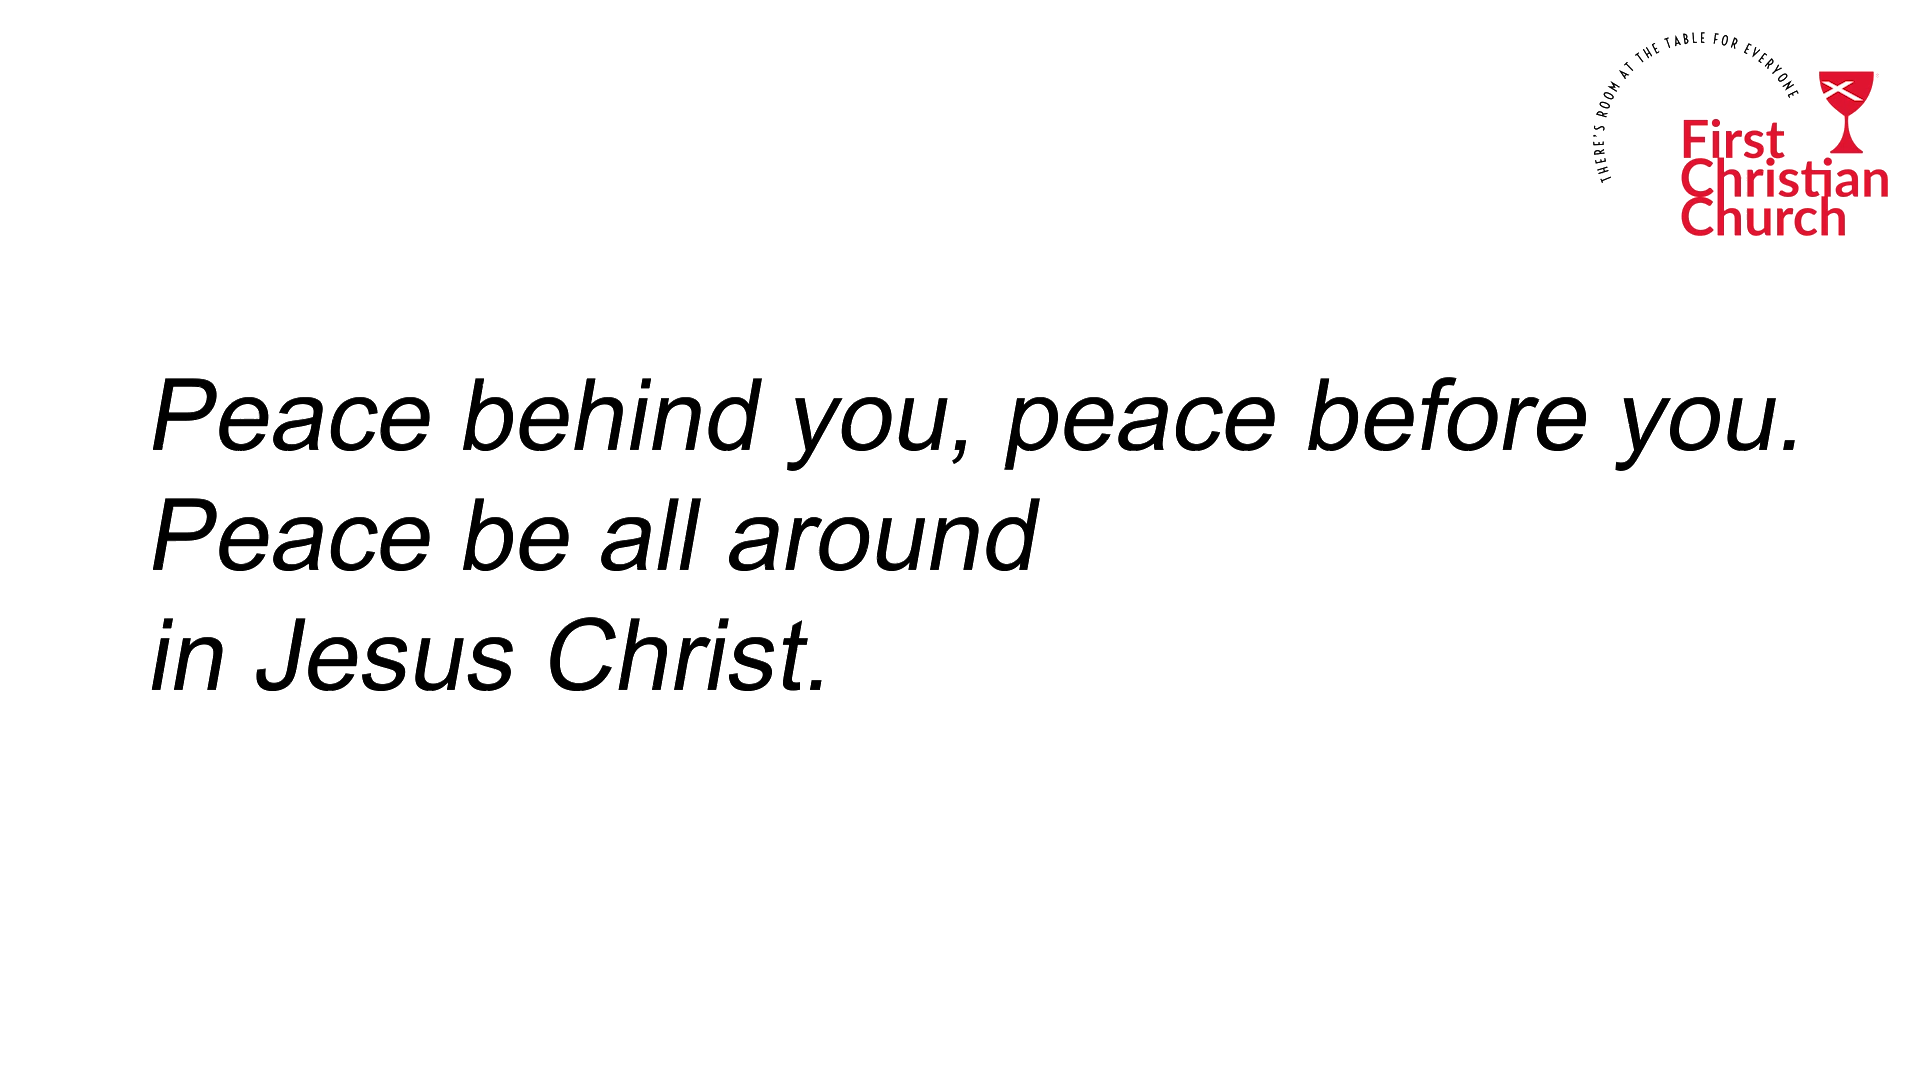 THERE'S ROOM AT THE TABLE FOR EVERYONE
First
Christian
Church
Peace behind you, peace before you.
Peace be all around
in Jesus Christ.